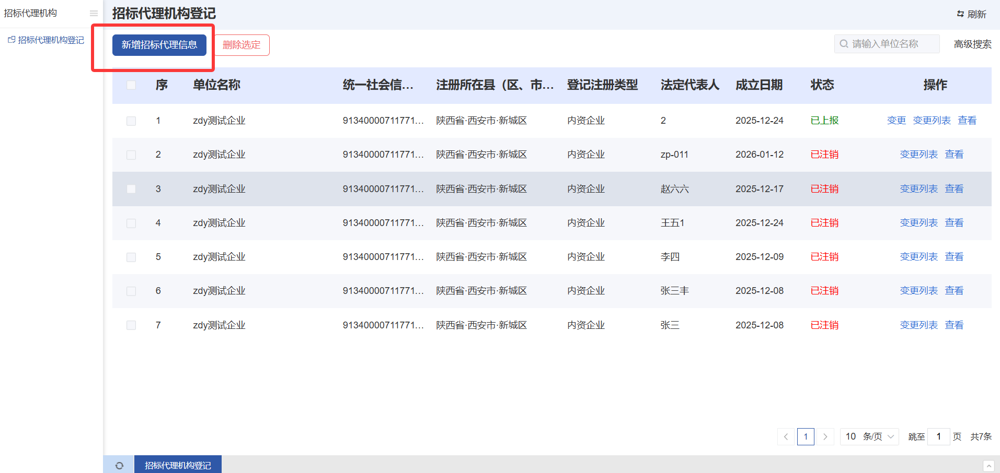 招标代理机构
招标代理机构登记
招标代理机构登记
刷新
新增招标代理信息 删除选定
请输入单位名称 高级搜索
序 单位名称 统一社会信... 注册所在县（区、市... 登记注册类型 法定代表人 成立日期 状态 操作
1 zdy测试企业 91340000711771... 陕西省·西安市·新城区 内资企业 2 2025-12-24 已上报 变更 变更列表 查看
2 zdy测试企业 91340000711771... 陕西省·西安市·新城区 内资企业 zp-011 2026-01-12 已注销 变更列表 查看
3 zdy测试企业 91340000711771... 陕西省·西安市·新城区 内资企业 赵六六 2025-12-17 已注销 变更列表 查看
4 zdy测试企业 91340000711771... 陕西省·西安市·新城区 内资企业 王五1 2025-12-24 已注销 变更列表 查看
5 zdy测试企业 91340000711771... 陕西省·西安市·新城区 内资企业 李四 2025-12-09 已注销 变更列表 查看
6 zdy测试企业 91340000711771... 陕西省·西安市·新城区 内资企业 张三丰 2025-12-08 已注销 变更列表 查看
7 zdy测试企业 91340000711771... 陕西省·西安市·新城区 内资企业 张三 2025-12-08 已注销 变更列表 查看
1 10 条/页 跳至 1 页 共7条
招标代理机构登记